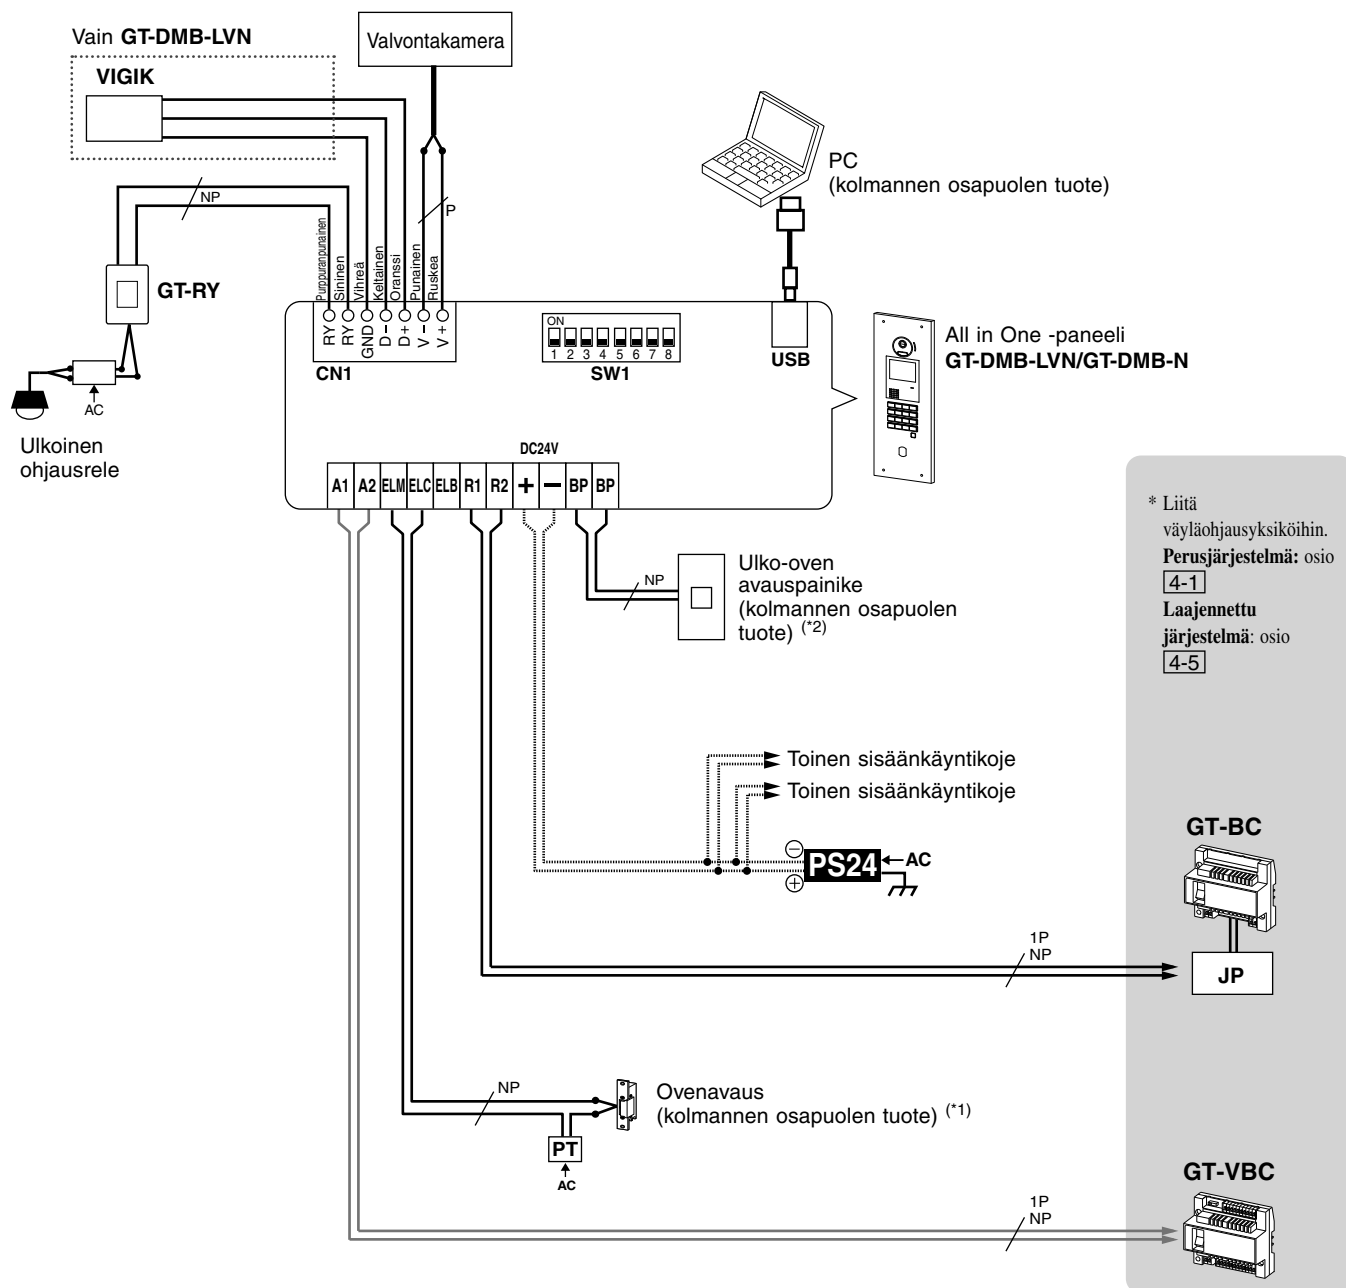 Vain GT-DMB-LVN
VIGIK
Valvontakamera
PC
(kolmannen osapuolen tuote)
NP
P
GT-RY
Purppuranpunainen
Sininen
Vihreä
Keltainen
Oranssi
Punainen
Ruskea
RY
RY
GND
D-
D+
V-
V+
CN1
ON
1 2 3 4 5 6 7 8
SW1
USB
All in One -paneeli
GT-DMB-LVN/GT-DMB-N
AC
Ulkoinen
ohjausrele
DC24V
A1 A2 ELM ELC ELB R1 R2 + − BP BP
NP
Ulko-oven
avauspainike
(kolmannen osapuolen
tuote) (*2)
* Liitä
väyläohjausyksiköihin.
Perusjärjestelmä: osio
4-1
Laajennettu
järjestelmä: osio
4-5
Toinen sisäänkäyntikoje
Toinen sisäänkäyntikoje
−
+
PS24
AC
GT-BC
JP
1P
NP
NP
Ovenavaus
(kolmannen osapuolen tuote) (*1)
PT
AC
GT-VBC
1P
NP